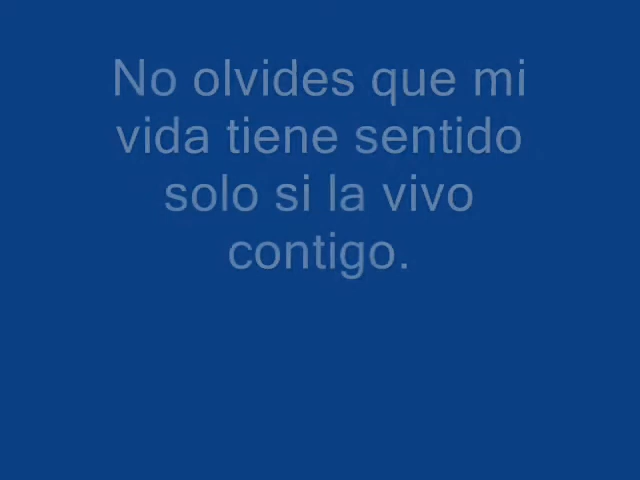 No olvides que mi
vida tiene sentido
solo si la vivo
contigo.